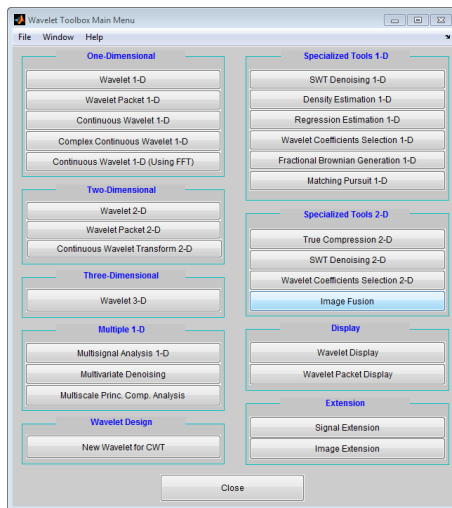 Wavelet Toolbox Main Menu
File Window Help
One-Dimensional
Wavelet 1-D
Wavelet Packet 1-D
Continuous Wavelet 1-D
Complex Continuous Wavelet 1-D
Continuous Wavelet 1-D (Using FFT)
Two-Dimensional
Wavelet 2-D
Wavelet Packet 2-D
Continuous Wavelet Transform 2-D
Three-Dimensional
Wavelet 3-D
Multiple 1-D
Multisignal Analysis 1-D
Multivariate Denoising
Multiscale Princ. Comp. Analysis
Wavelet Design
New Wavelet for CWT
Specialized Tools 1-D
SWT Denoising 1-D
Density Estimation 1-D
Regression Estimation 1-D
Wavelet Coefficients Selection 1-D
Fractional Brownian Generation 1-D
Matching Pursuit 1-D
Specialized Tools 2-D
True Compression 2-D
SWT Denoising 2-D
Wavelet Coefficients Selection 2-D
Image Fusion
Display
Wavelet Display
Wavelet Packet Display
Extension
Signal Extension
Image Extension
Close